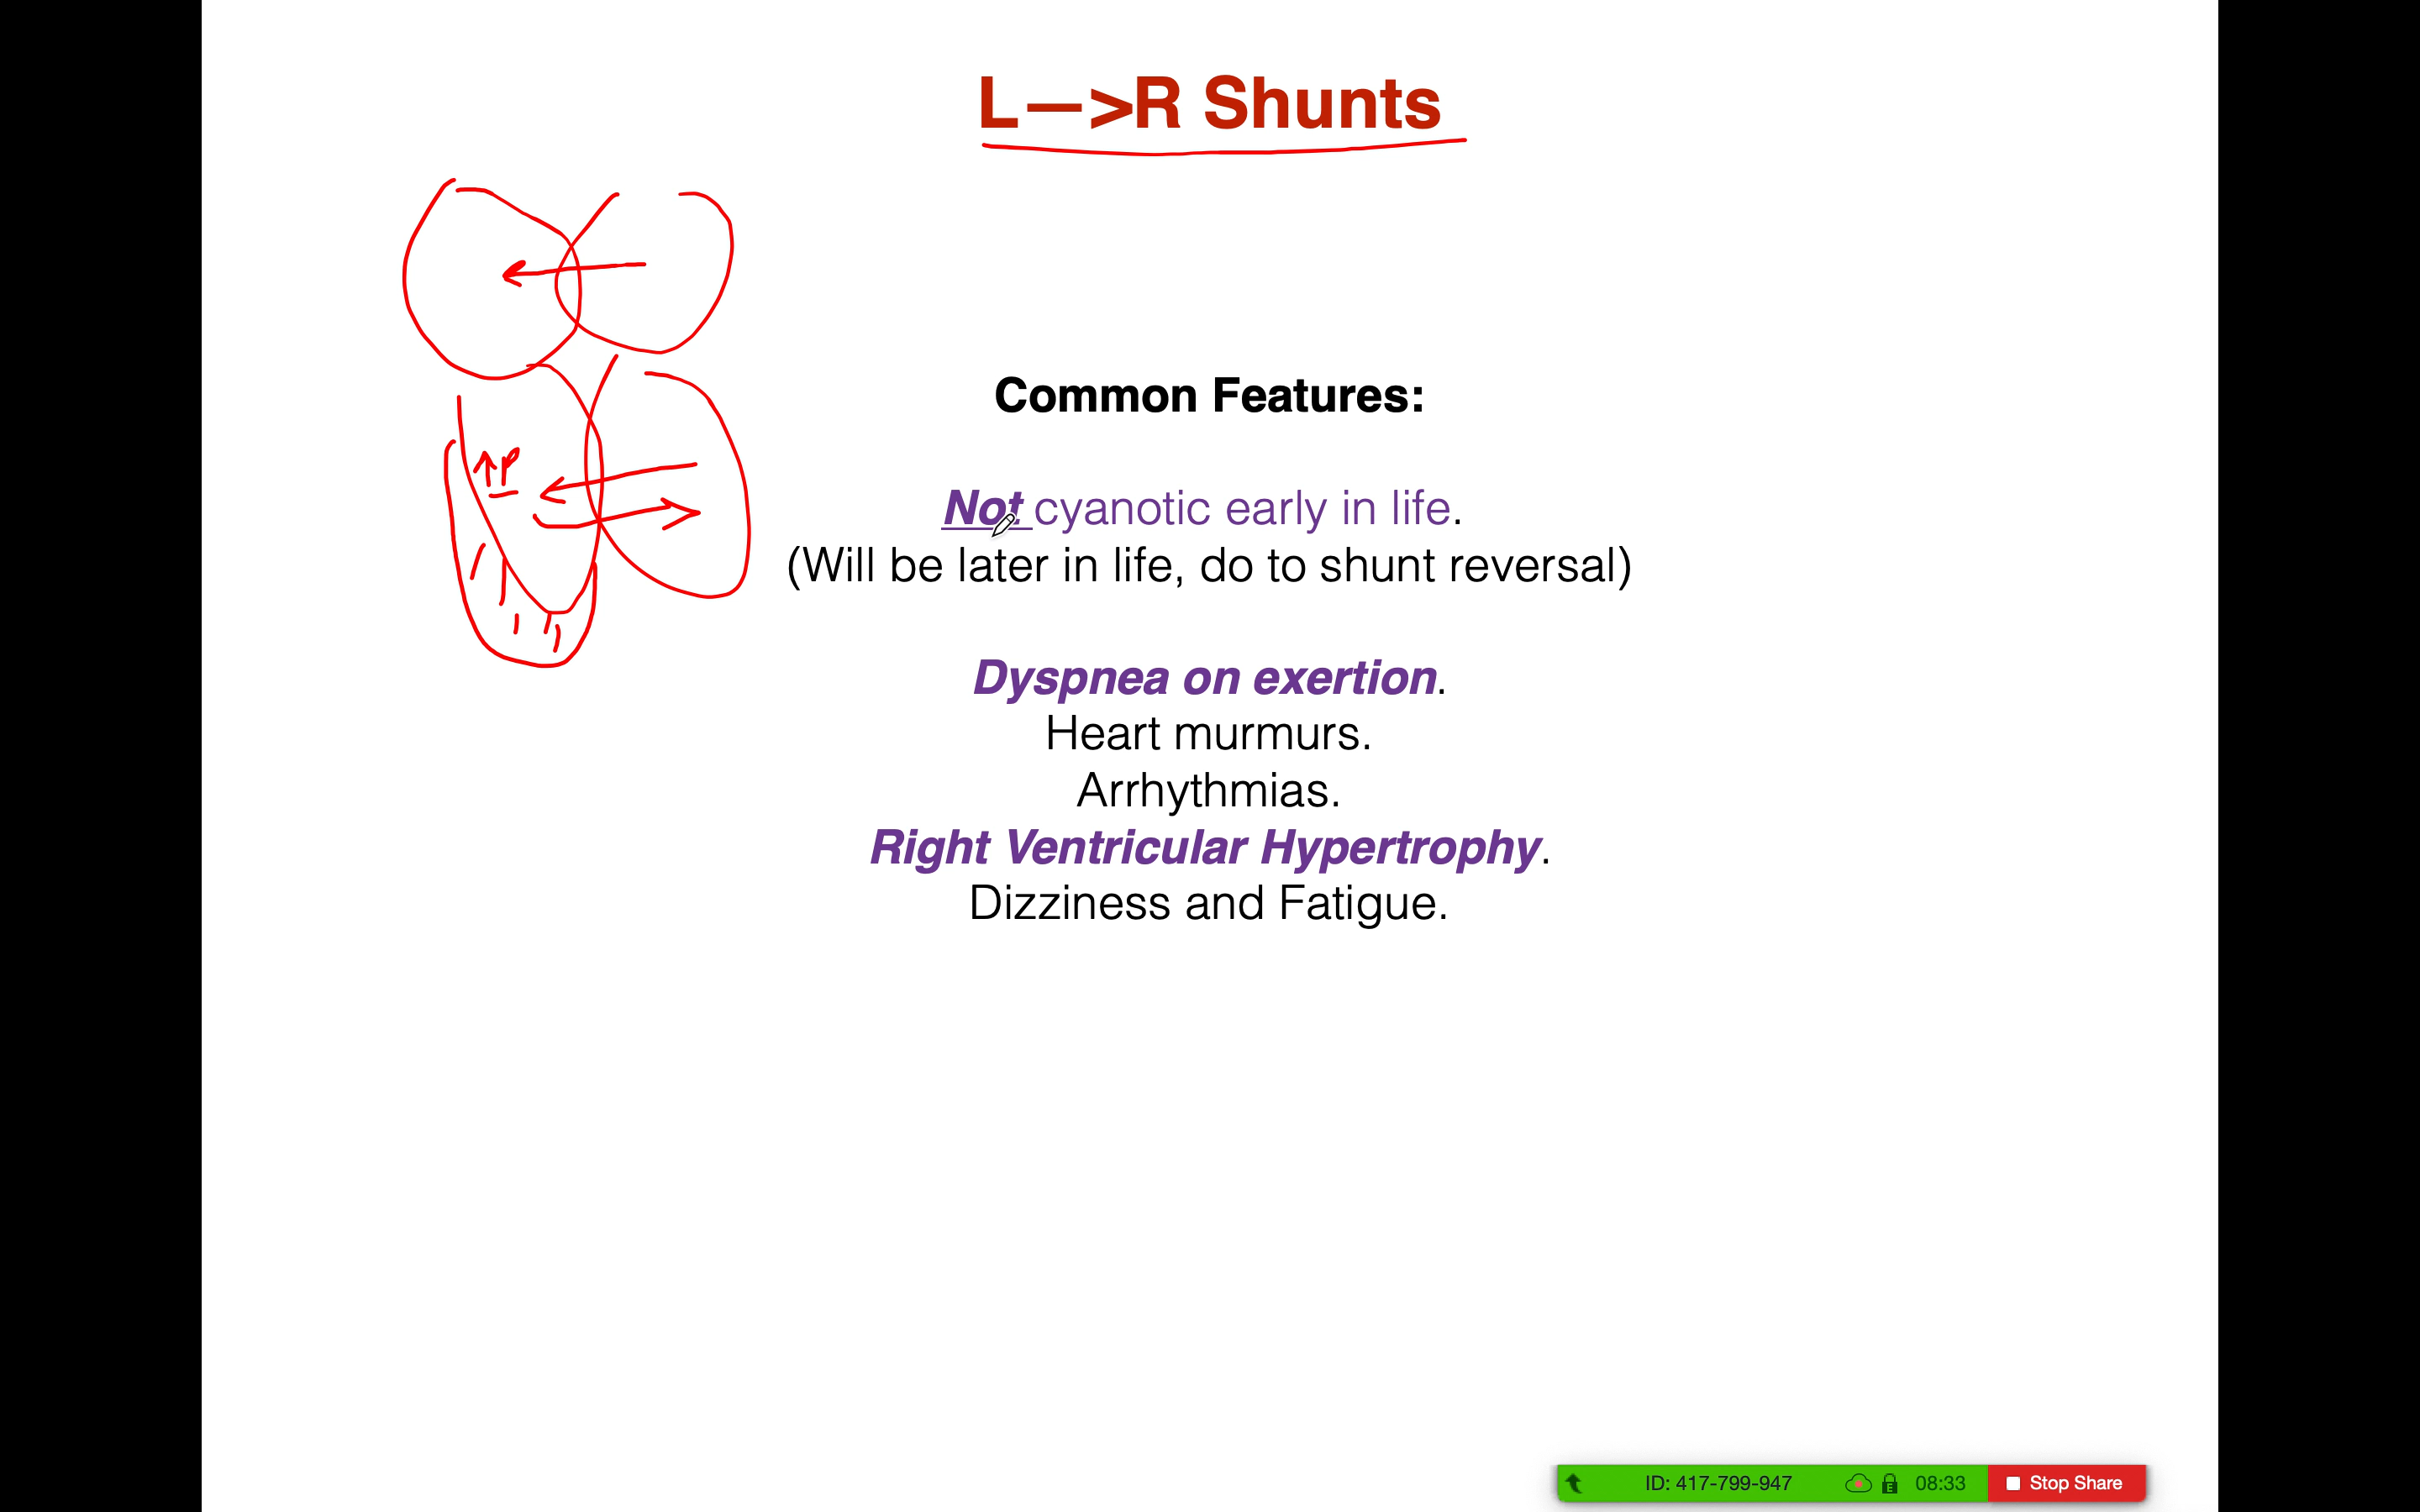 L—>R Shunts
↑P
Common Features:
Not cyanotic early in life.
(Will be later in life, do to shunt reversal)
Dyspnea on exertion.
Heart murmurs.
Arrhythmias.
Right Ventricular Hypertrophy.
Dizziness and Fatigue.
ID: 417-799-947 08:33 Stop Share